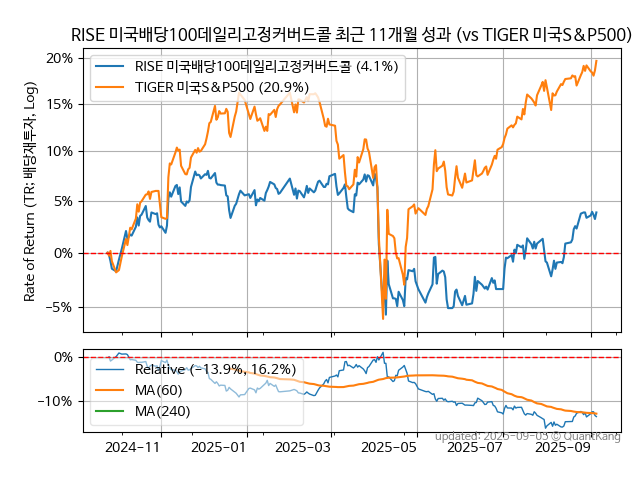 RISE 미국배당100데일리고정커버드콜 최근 11개월 성과 (vs TIGER 미국S&P500)
Rate of Return (TR: 배당재투자, Log)
20%
15%
10%
5%
0%
−5%
RISE 미국배당100데일리고정커버드콜 (4.1%)
TIGER 미국S&P500 (20.9%)
0%
−10%
Relative (−13.9%, 16.2%)
MA(60)
MA(240)
updated: 2025-09-05 © QuantKang
2024-11
2025-01
2025-03
2025-05
2025-07
2025-09